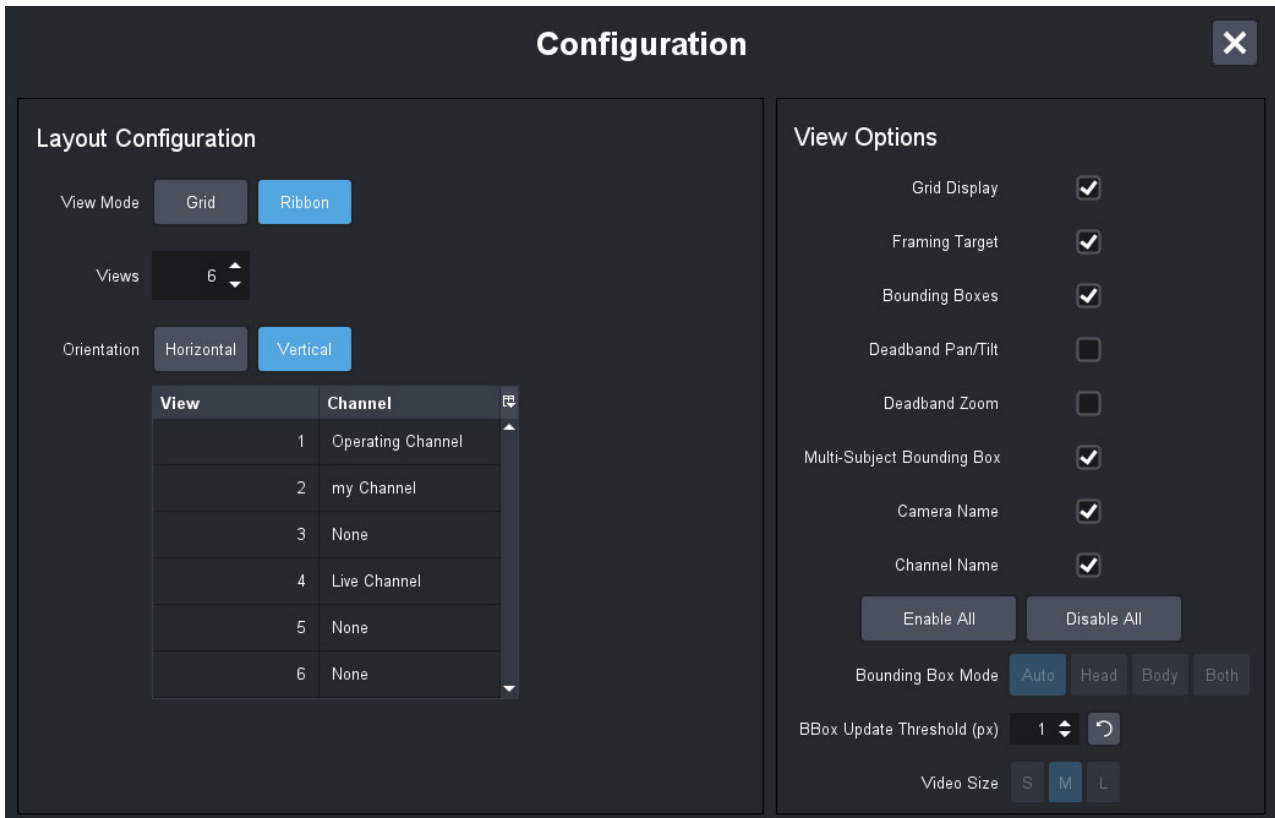 Configuration
Layout Configuration
View Mode Grid Ribbon
Views 6
Orientation Horizontal Vertical
View Channel
1 Operating Channel
2 my Channel
3 None
4 Live Channel
5 None
6 None
View Options
Grid Display
Framing Target
Bounding Boxes
Deadband Pan/Tilt
Deadband Zoom
Multi-Subject Bounding Box
Camera Name
Channel Name
Enable All Disable All
Bounding Box Mode Auto Head Body Both
BBox Update Threshold (px) 1
Video Size S M L